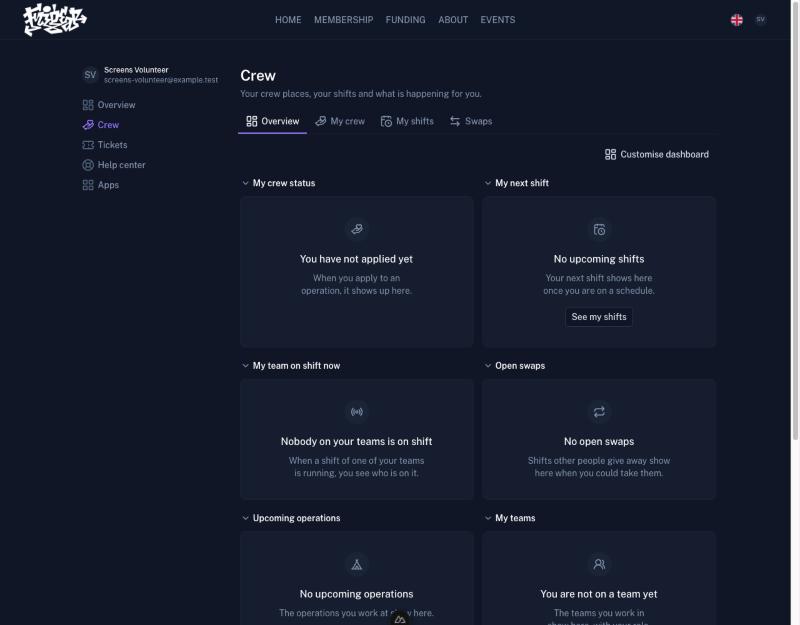 HOME MEMBERSHIP FUNDING ABOUT EVENTS
SV
SV
Screens Volunteer
screens-volunteer@example.test
Overview
Crew
Tickets
Help center
Apps
Crew
Your crew places, your shifts and what is happening for you.
Overview My crew My shifts Swaps
Customise dashboard
My crew status
You have not applied yet
When you apply to an
operation, it shows up here.
My next shift
No upcoming shifts
Your next shift shows here
once you are on a schedule.
See my shifts
My team on shift now
Nobody on your teams is on shift
When a shift of one of your teams
is running, you see who is on it.
Open swaps
No open swaps
Shifts other people give away show
here when you could take them.
Upcoming operations
No upcoming operations
The operations you work at here.
My teams
You are not on a team yet
The teams you work in